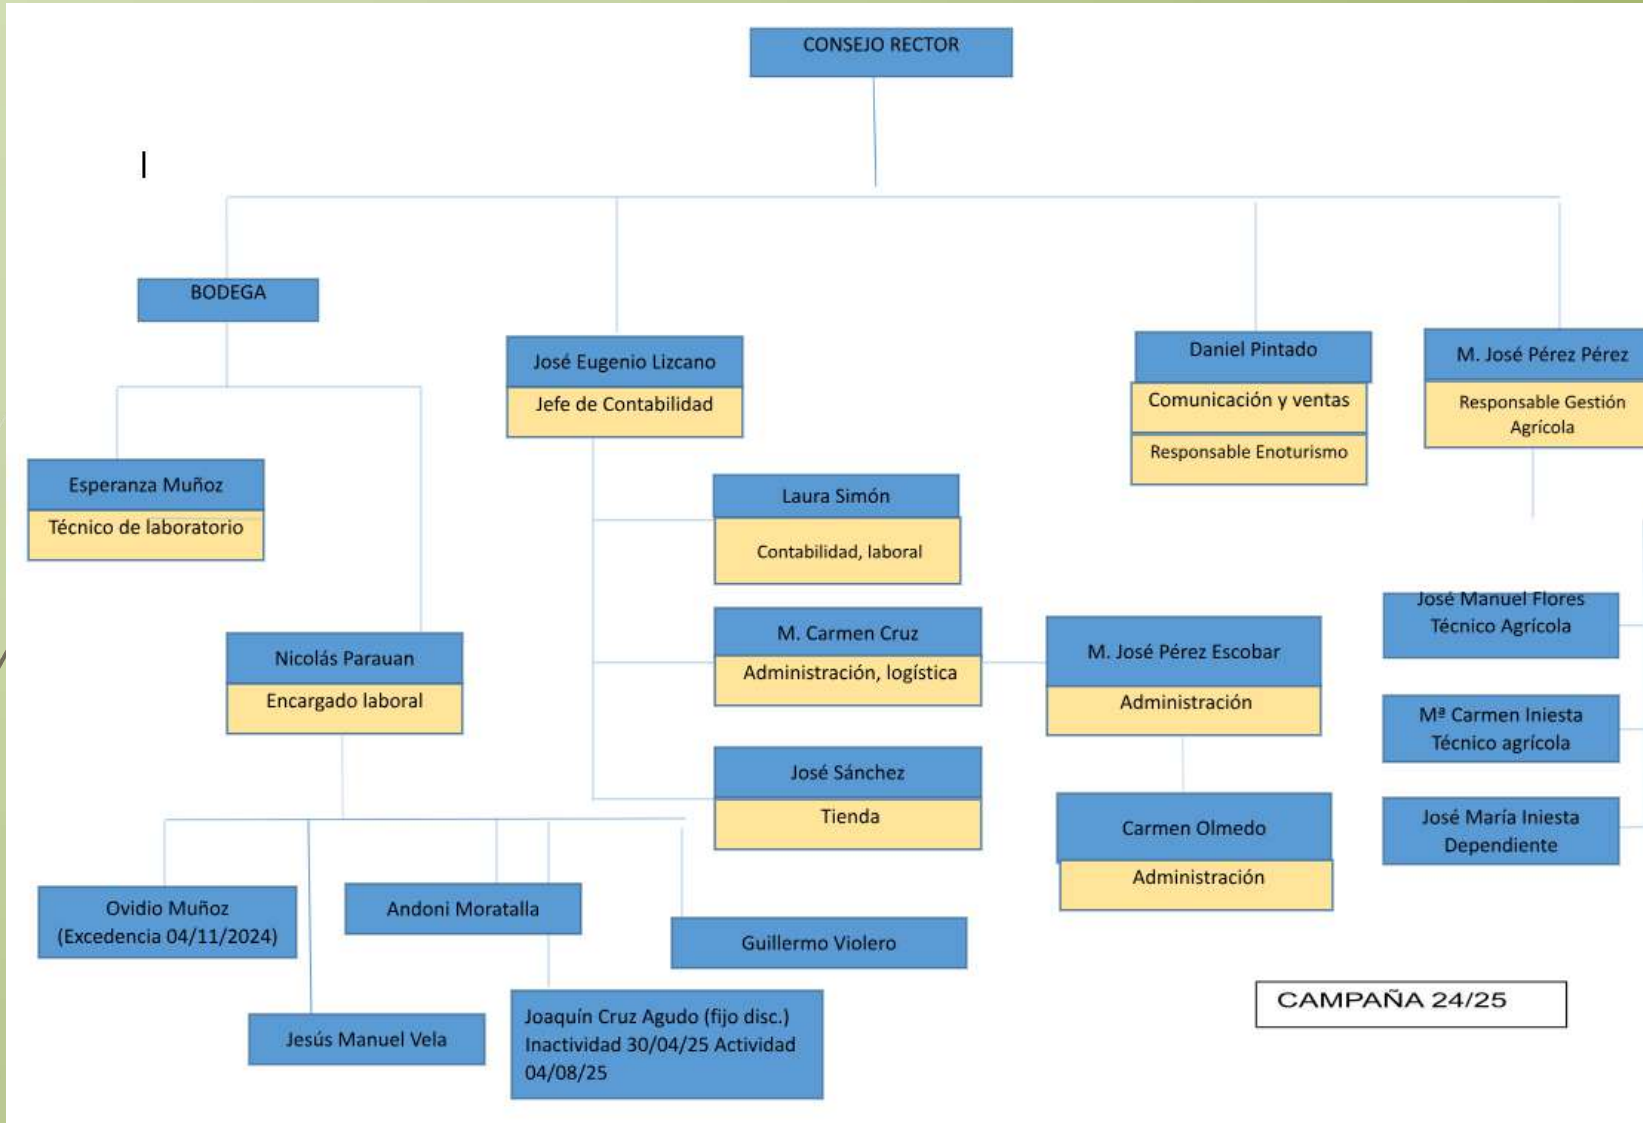 CONSEJO RECTOR
BODEGA
José Eugenio Lizcano
Jefe de Contabilidad
Daniel Pintado
Comunicación y ventas
Responsable Enoturismo
M. José Pérez Pérez
Responsable Gestión
Agrícola
Esperanza Muñoz
Técnico de laboratorio
Laura Simón
Contabilidad, laboral
Nicolás Parauan
Encargado laboral
M. Carmen Cruz
Administración, logística
M. José Pérez Escobar
Administración
José Manuel Flores
Técnico Agrícola
Mª Carmen Iniesta
Técnico agrícola
José Sánchez
Tienda
Carmen Olmedo
Administración
José María Iniesta
Dependiente
Ovidio Muñoz
(Excedencia 04/11/2024)
Andoni Moratalla
Guillermo Violero
Jesús Manuel Vela
Joaquín Cruz Agudo (fijo disc.)
Inactividad 30/04/25 Actividad
04/08/25
CAMPAÑA 24/25